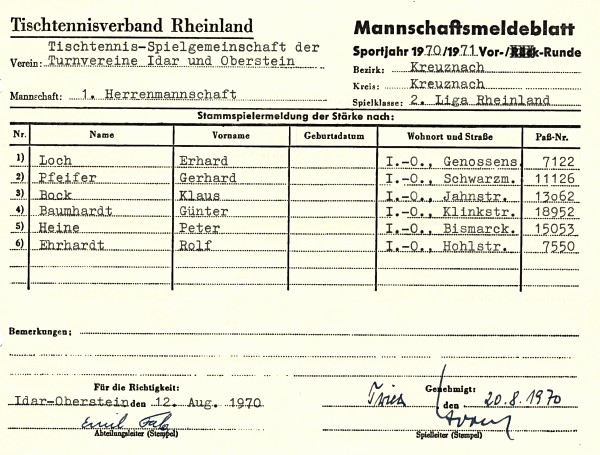 Tischtennisverband Rheinland
Mannschaftsmeldeblatt
Tischtennis-Spielgemeinschaft der
Verein: Turnvereine Idar und Oberstein
Sportjahr 1970/1971 Vor-/k-Runde
Bezirk: Kreuznach
Kreis: Kreuznach
Mannschaft: 1. Herrenmannschaft
Spielklasse: 2. Liga Rheinland
Stammspielermeldung der Stärke nach:
Nr. Name Vorname Geburtsdatum Wohnort und Straße Paß-Nr.
1) Loch Erhard I.-O., Genossens. 7122
2) Pfeifer Gerhard I.-O., Schwarzm. 11126
3) Bock Klaus I.-O., Jahnstr. 13o62
4) Baumhardt Günter I.-O., Klinkstr. 18952
5) Heine Peter I.-O., Bismarck. 15053
6) Ehrhardt Rolf I.-O., Hohlstr. 7550
Bemerkungen:
Für die Richtigkeit:
Genehmigt:
Idar-Oberstein den 12. Aug. 1970
Trier den 20.8.1970
Emil
Abteilungsleiter (Stempel)
Spielleiter (Stempel)